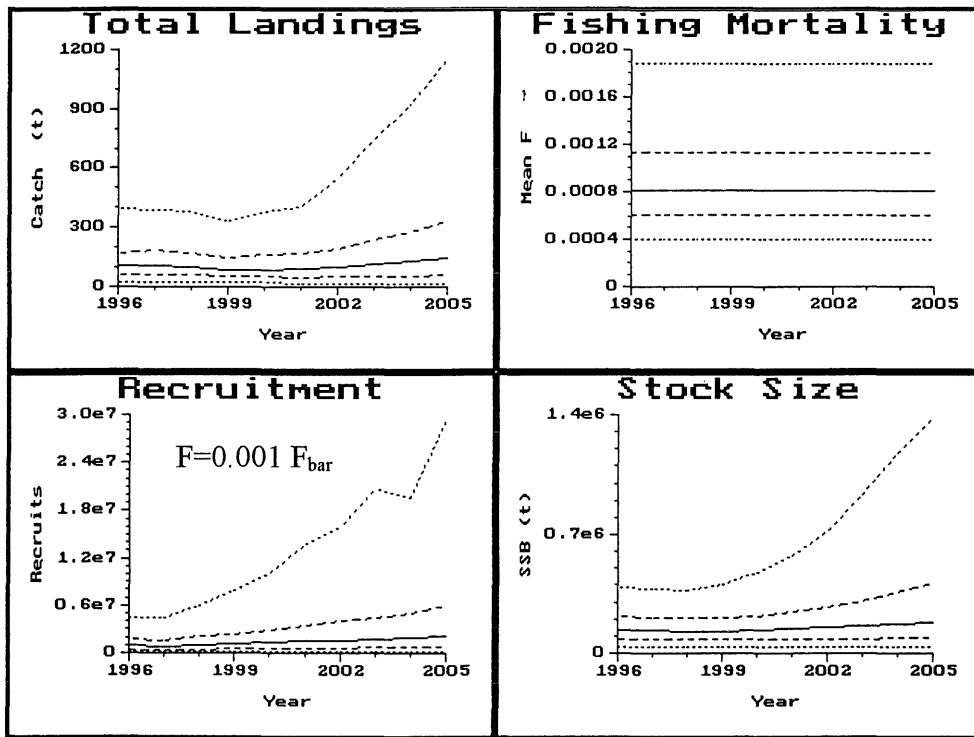 Total Landings
1200
900
600
300
0
Catch (t)
1996 1999 2002 2005
Year
Fishing Mortality
0.0020
0.0016
0.0012
0.0008
0.0004
0
Mean F ~
1996 1999 2002 2005
Year
Recruitment
3.0e7
2.4e7
1.8e7
1.2e7
0.6e7
0
Recruits
F=0.001 Fbar
1996 1999 2002 2005
Year
Stock Size
1.4e6
0.7e6
0
SSB (t)
1996 1999 2002 2005
Year